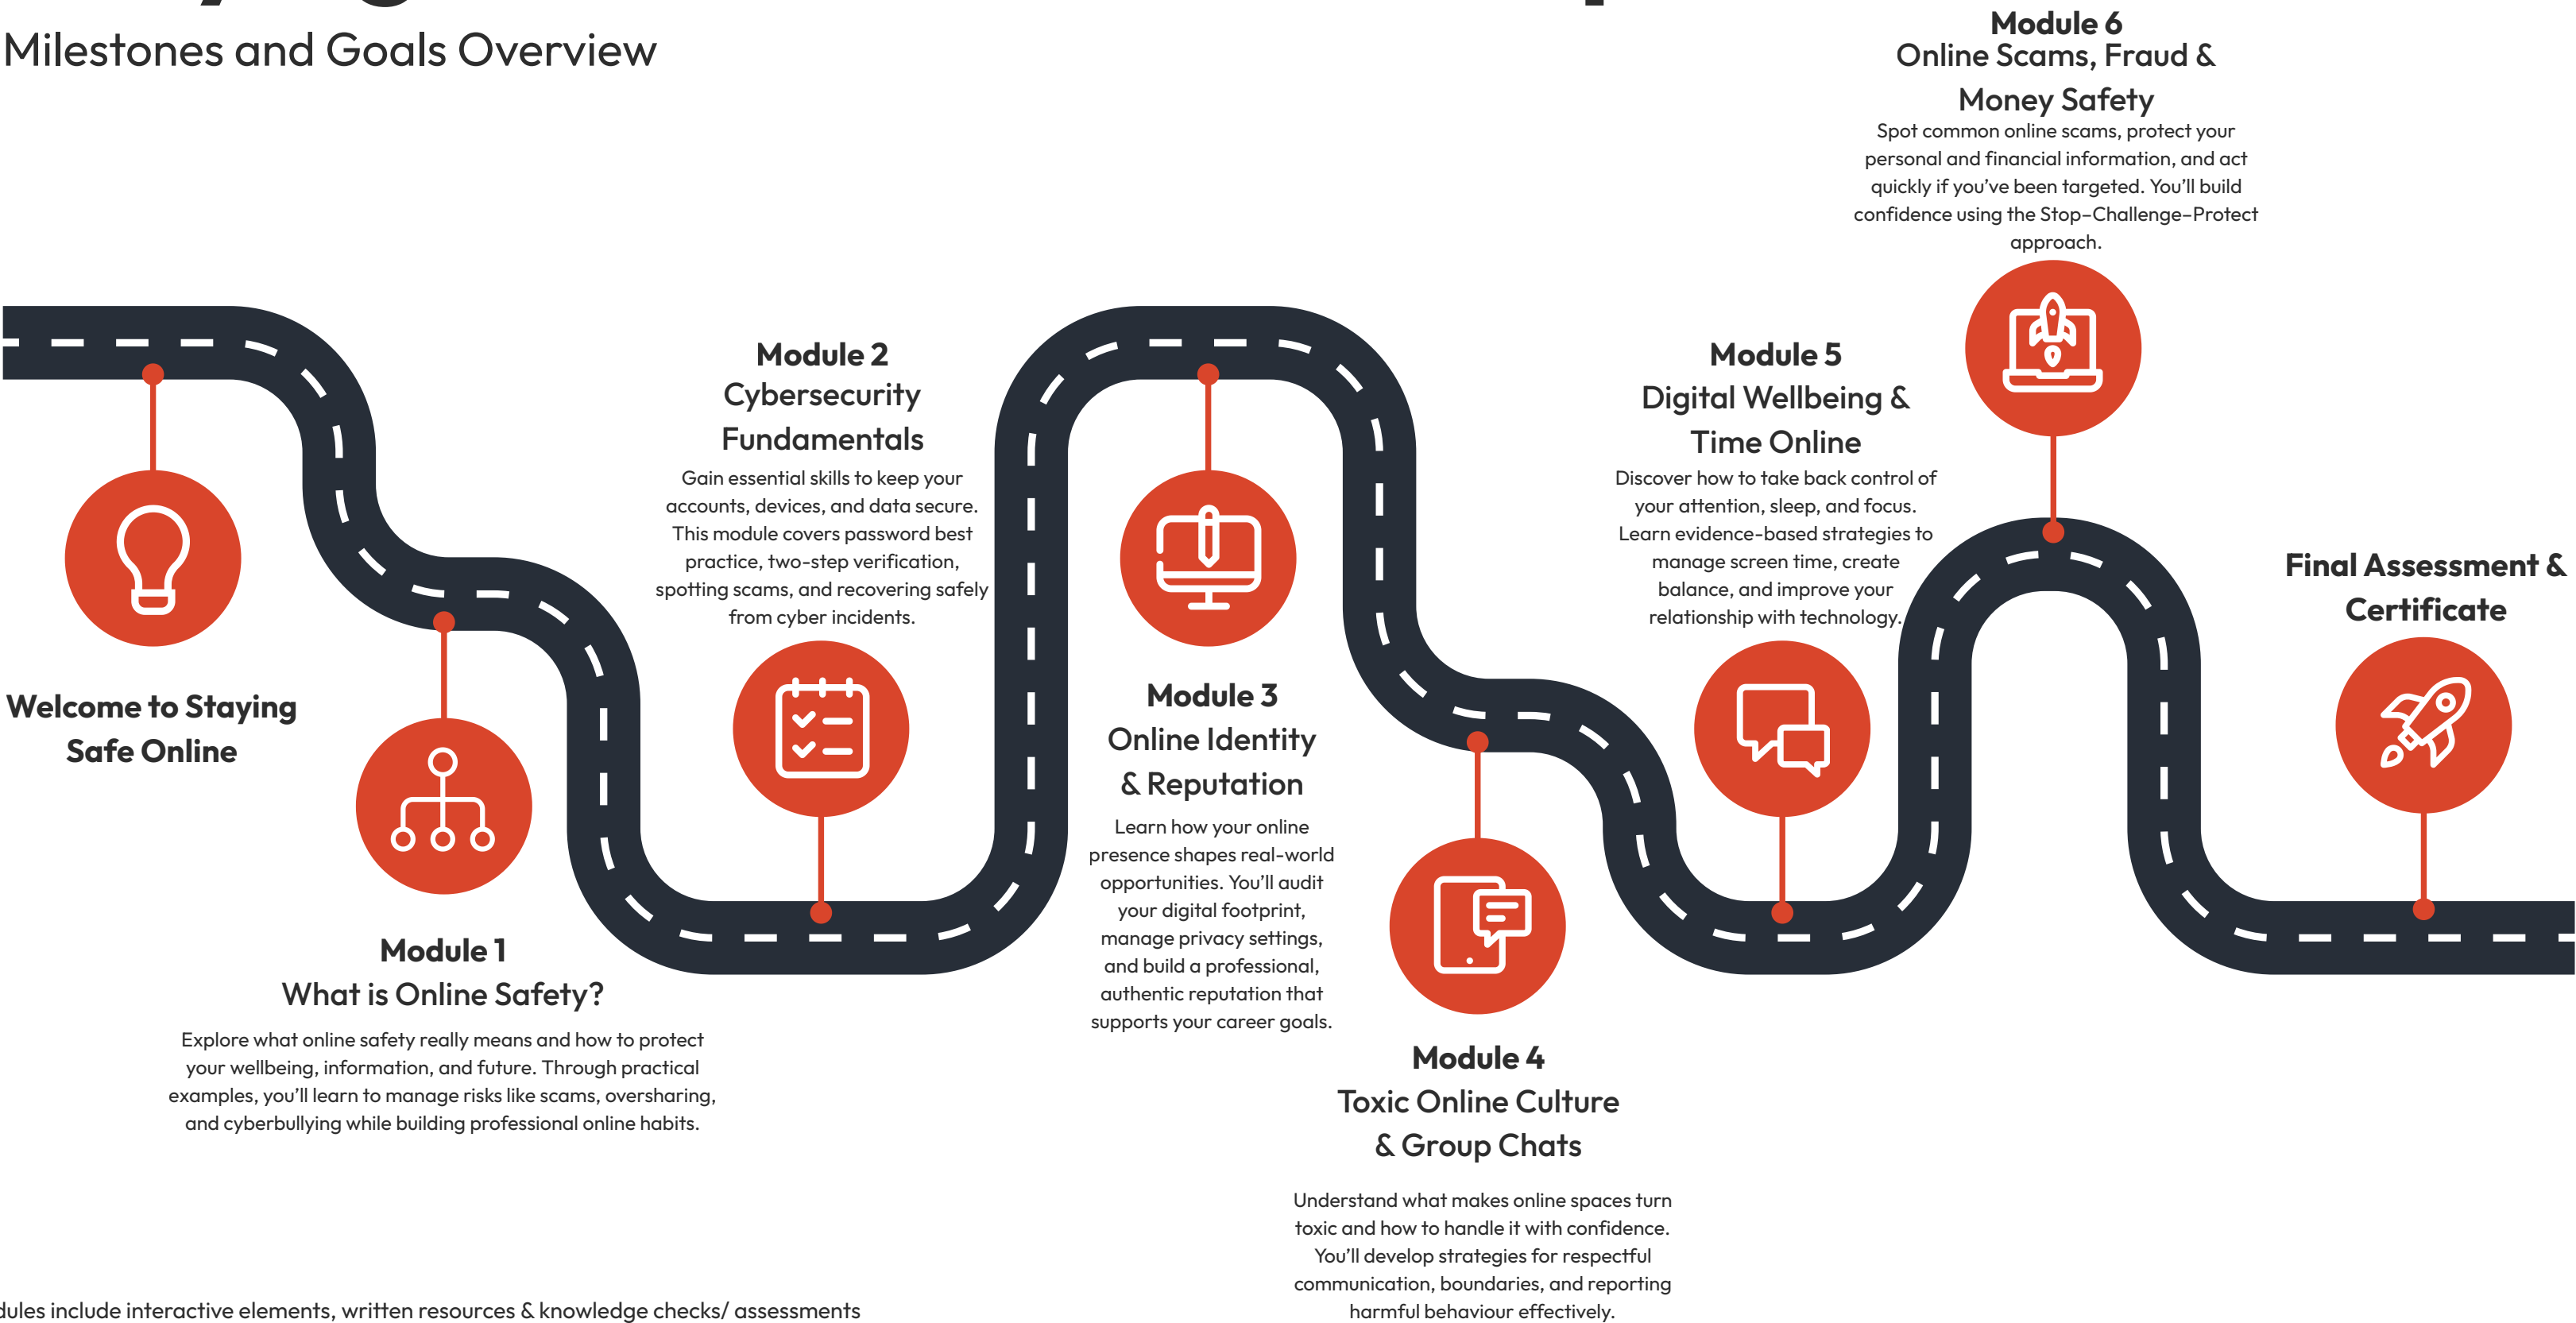 Milestones and Goals Overview
Module 6
Online Scams, Fraud &
Money Safety
Spot common online scams, protect your
personal and financial information, and act
quickly if you've been targeted. You'll build
confidence using the Stop–Challenge–Protect
approach.
Module 2
Cybersecurity
Fundamentals
Gain essential skills to keep your
accounts, devices, and data secure.
This module covers password best
practice, two-step verification,
spotting scams, and recovering safely
from cyber incidents.
Module 5
Digital Wellbeing &
Time Online
Discover how to take back control of
your attention, sleep, and focus.
Learn evidence-based strategies to
manage screen time, create
balance, and improve your
relationship with technology.
Final Assessment &
Certificate
Welcome to Staying
Safe Online
Module 3
Online Identity
& Reputation
Learn how your online
presence shapes real-world
opportunities. You'll audit
your digital footprint,
manage privacy settings,
and build a professional,
authentic reputation that
supports your career goals.
Module 1
What is Online Safety?
Explore what online safety really means and how to protect
your wellbeing, information, and future. Through practical
examples, you'll learn to manage risks like scams, oversharing,
and cyberbullying while building professional online habits.
Module 4
Toxic Online Culture
& Group Chats
Understand what makes online spaces turn
toxic and how to handle it with confidence.
You'll develop strategies for respectful
communication, boundaries, and reporting
harmful behaviour effectively.
dules include interactive elements, written resources & knowledge checks/ assessments